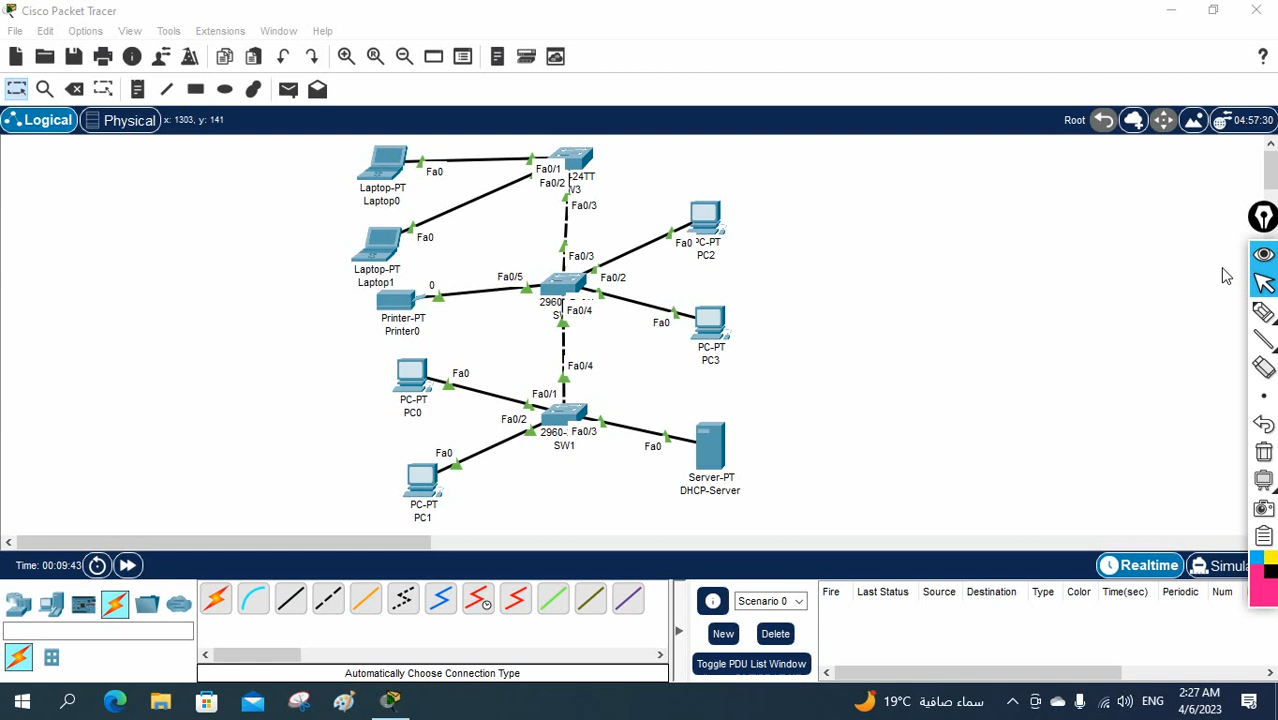 Cisco Packet Tracer
File Edit Options View Tools Extensions Window Help
?
Logical Physical x: 1303, y: 141 Root 04:57:30
Fa0 Fa0/1
-24TT
Fa0/2
Laptop-PT
Laptop0
Fa0/3
Fa0
Fa0
PC-PT
PC2
Fa0/3
Laptop-PT
Laptop1
Fa0/5 Fa0/2
0
2960
Fa0/4
Printer-PT
Printer0
Fa0
PC-PT
PC3
Fa0 Fa0/4
Fa0/1
PC-PT
PC0
Fa0/2
2960-
Fa0/3
SW1
Fa0
Fa0
Server-PT
DHCP-Server
PC-PT
PC1
Time: 00:09:43 Realtime Simul
Scenario 0
Fire Last Status Source Destination Type Color Time(sec) Periodic Num
New Delete
Toggle PDU List Window
Automatically Choose Connection Type
19°C سماء صافية ENG 2:27 AM
4/6/2023